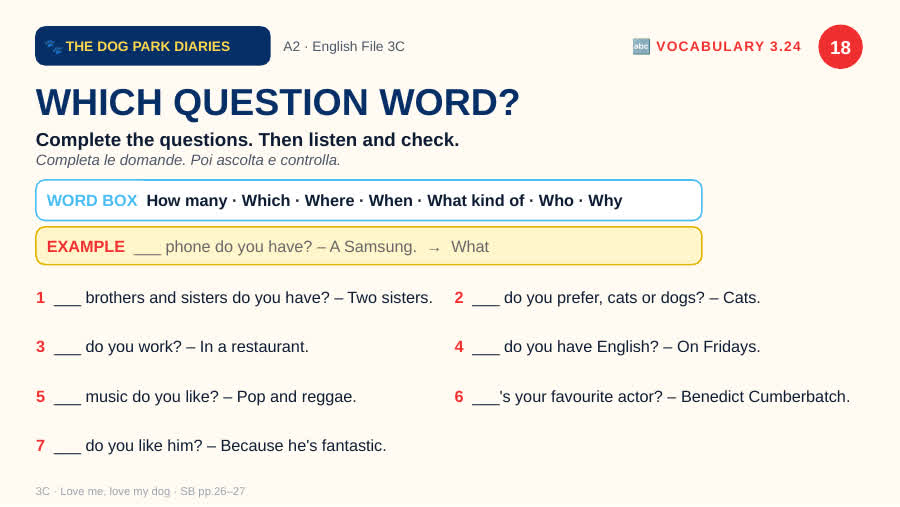 🐾 THE DOG PARK DIARIES
A2 · English File 3C
🔤 VOCABULARY 3.24
18
WHICH QUESTION WORD?
Complete the questions. Then listen and check.
Completa le domande. Poi ascolta e controlla.
WORD BOX How many · Which · Where · When · What kind of · Who · Why
EXAMPLE ___ phone do you have? – A Samsung. → What
1 ___ brothers and sisters do you have? – Two sisters.
2 ___ do you prefer, cats or dogs? – Cats.
3 ___ do you work? – In a restaurant.
4 ___ do you have English? – On Fridays.
5 ___ music do you like? – Pop and reggae.
6 ___'s your favourite actor? – Benedict Cumberbatch.
7 ___ do you like him? – Because he's fantastic.
3C · Love me, love my dog · SB pp.26–27